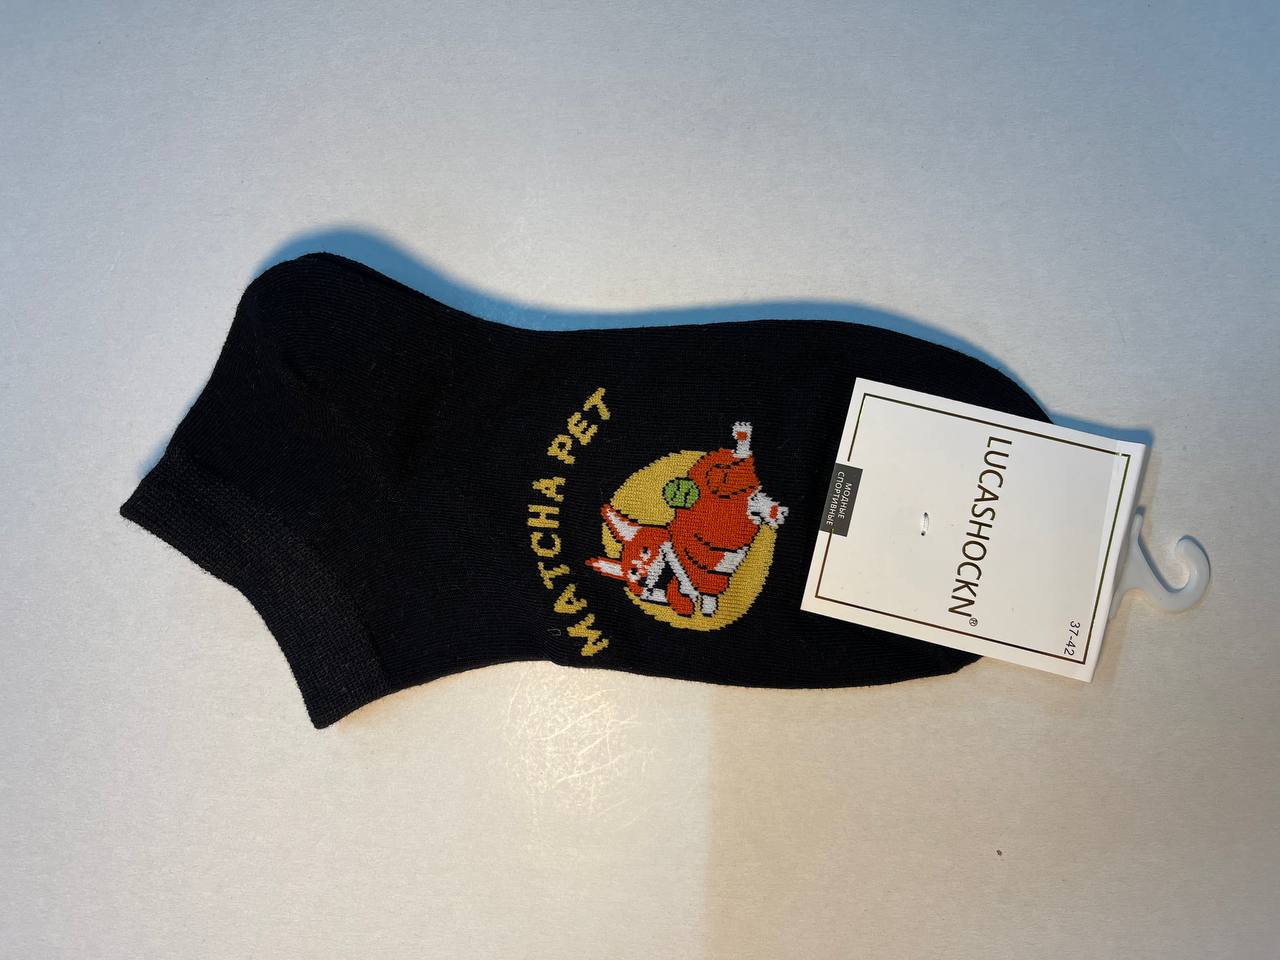 MATCHA PET
LUCASHOCKN®
МОДНЫЕ
СПОРТИВНЫЕ
37-42